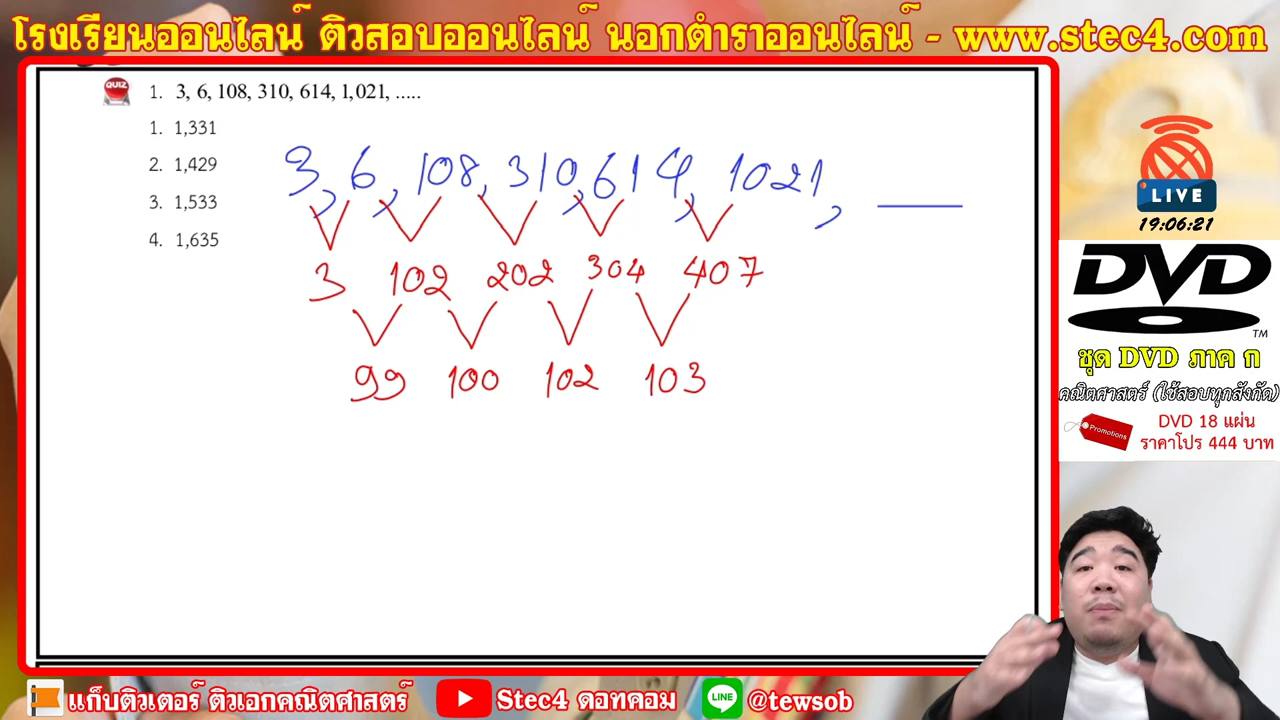 โรงเรียนออนไลน์ ติวสอบออนไลน์ นอกตำราออนไลน์ - www.stec4.com
QUIZ
1. 3, 6, 108, 310, 614, 1,021, .....
1. 1,331
2. 1,429
3. 1,533
4. 1,635
3, 6, 108, 310, 614, 1021, ____
3 102 202 304 407
99 100 102 103
LIVE
19:06:21
DVD
TM
ชุด DVD ภาค ก
คณิตศาสตร์ (ใช้สอบทุกสังกัด)
Promotions
DVD 18 แผ่น
ราคาโปร 444 บาท
แก็บติวเตอร์ ติวเอกคณิตศาสตร์
Stec4 ดอทคอม
LINE
@tewsob